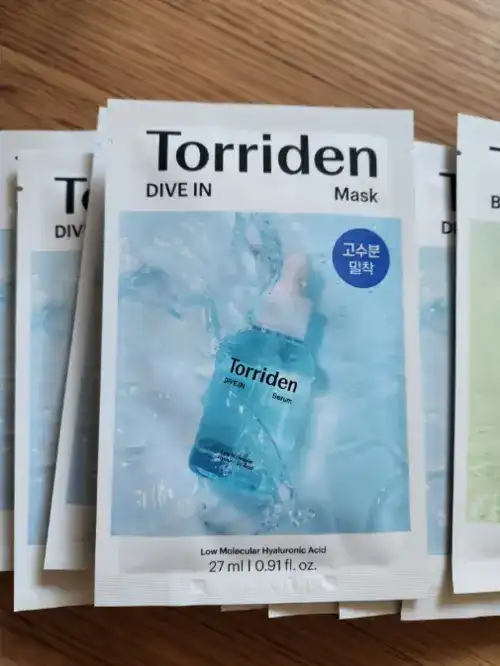 Torriden
DIVE IN
Mask
고수분
밀착
Torriden
DIVE IN
Serum
Low Molecular Hyaluronic Acid
27 ml | 0.91 fl. oz.
T
DIVE
B